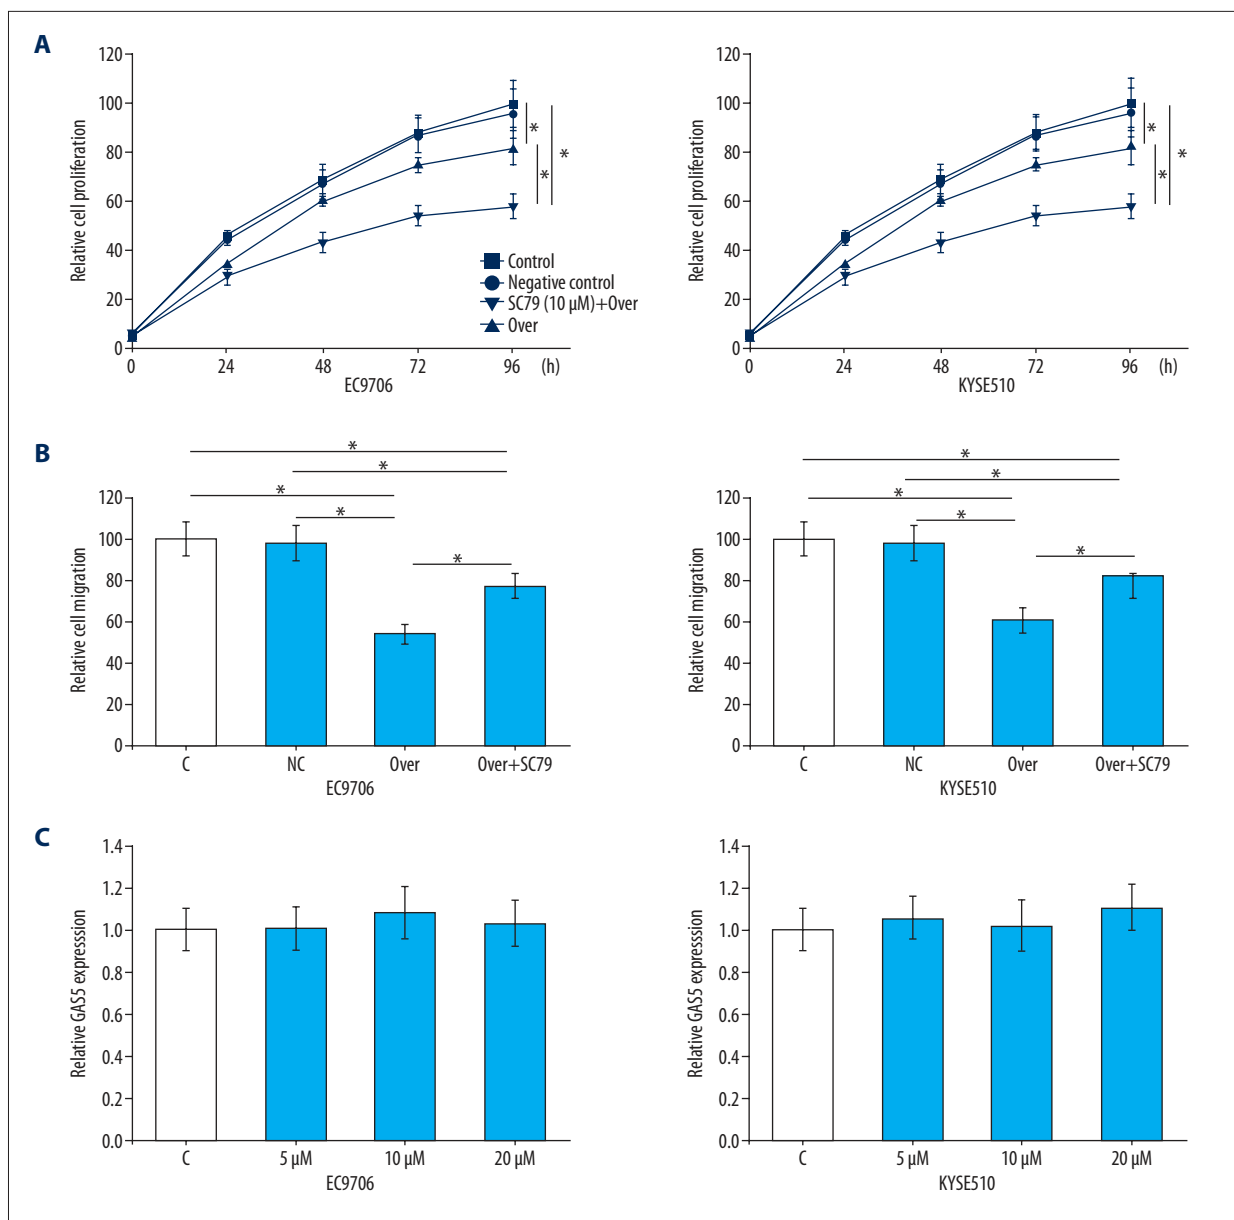 A
120
100
80
60
40
20
0
Relative cell proliferation
0 24 48 72 96 (h)
EC9706
Control
Negative control
SC79 (10 µM)+Over
Over
* * *
120
100
80
60
40
20
0
Relative cell proliferation
0 24 48 72 96 (h)
KYSE510
* * *
B
* * * * *
120
100
80
60
40
20
0
Relative cell migration
C NC Over Over+SC79
EC9706
* * * * *
120
100
80
60
40
20
0
Relative cell migration
C NC Over Over+SC79
KYSE510
C
1.4
1.2
1.0
0.8
0.6
0.4
0.2
0.0
Relative GAS5 expresssion
C 5 µM 10 µM 20 µM
EC9706
1.4
1.2
1.0
0.8
0.6
0.4
0.2
0.0
Relative GAS5 expresssion
C 5 µM 10 µM 20 µM
KYSE510